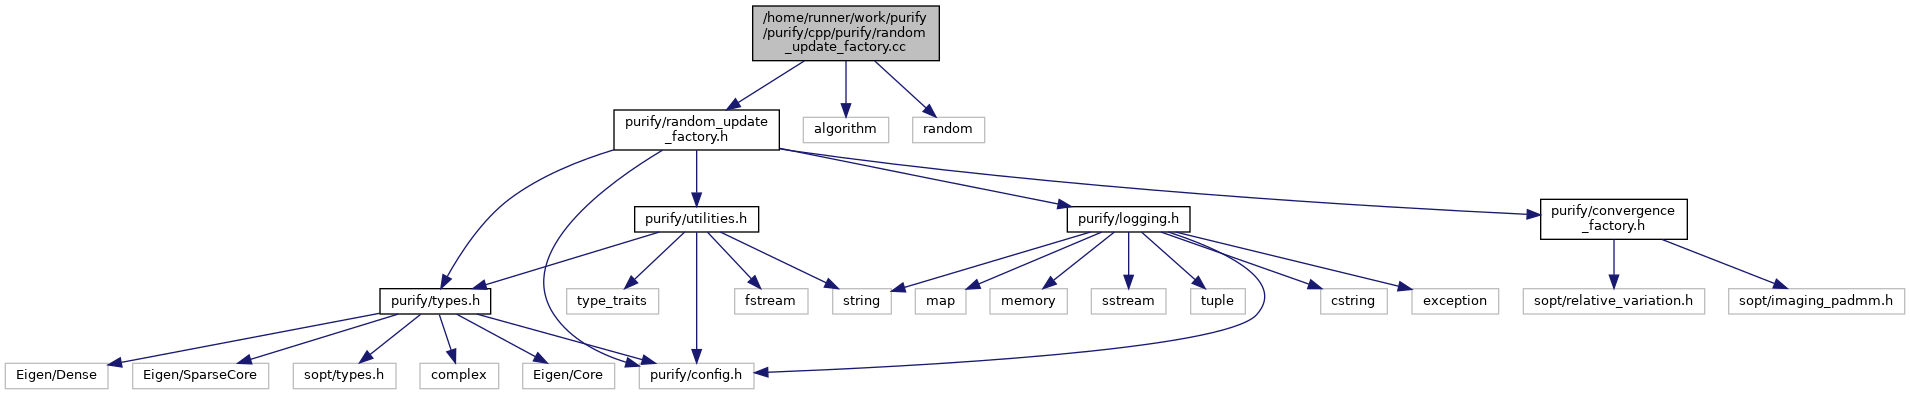 /home/runner/work/purify
/purify/cpp/purify/random
_update_factory.cc
purify/random_update
_factory.h
algorithm
random
purify/utilities.h
purify/logging.h
purify/convergence
_factory.h
purify/types.h
type_traits
fstream
string
map
memory
sstream
tuple
cstring
exception
sopt/relative_variation.h
sopt/imaging_padmm.h
Eigen/Dense
Eigen/SparseCore
sopt/types.h
complex
Eigen/Core
purify/config.h